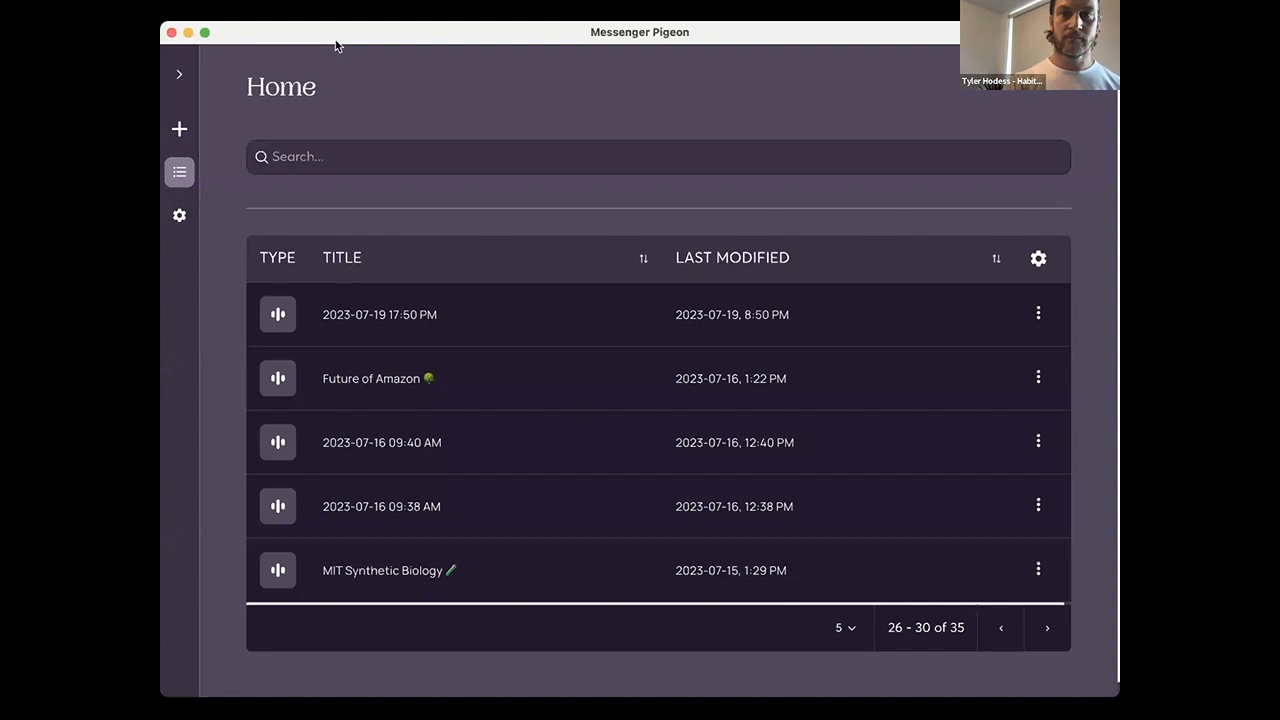 Messenger Pigeon
Tyler Hodess - Habit...
Home
Search...
TYPE TITLE LAST MODIFIED
2023-07-19 17:50 PM 2023-07-19, 8:50 PM
Future of Amazon 🌳 2023-07-16, 1:22 PM
2023-07-16 09:40 AM 2023-07-16, 12:40 PM
2023-07-16 09:38 AM 2023-07-16, 12:38 PM
MIT Synthetic Biology 🧪 2023-07-15, 1:29 PM
5 26 - 30 of 35